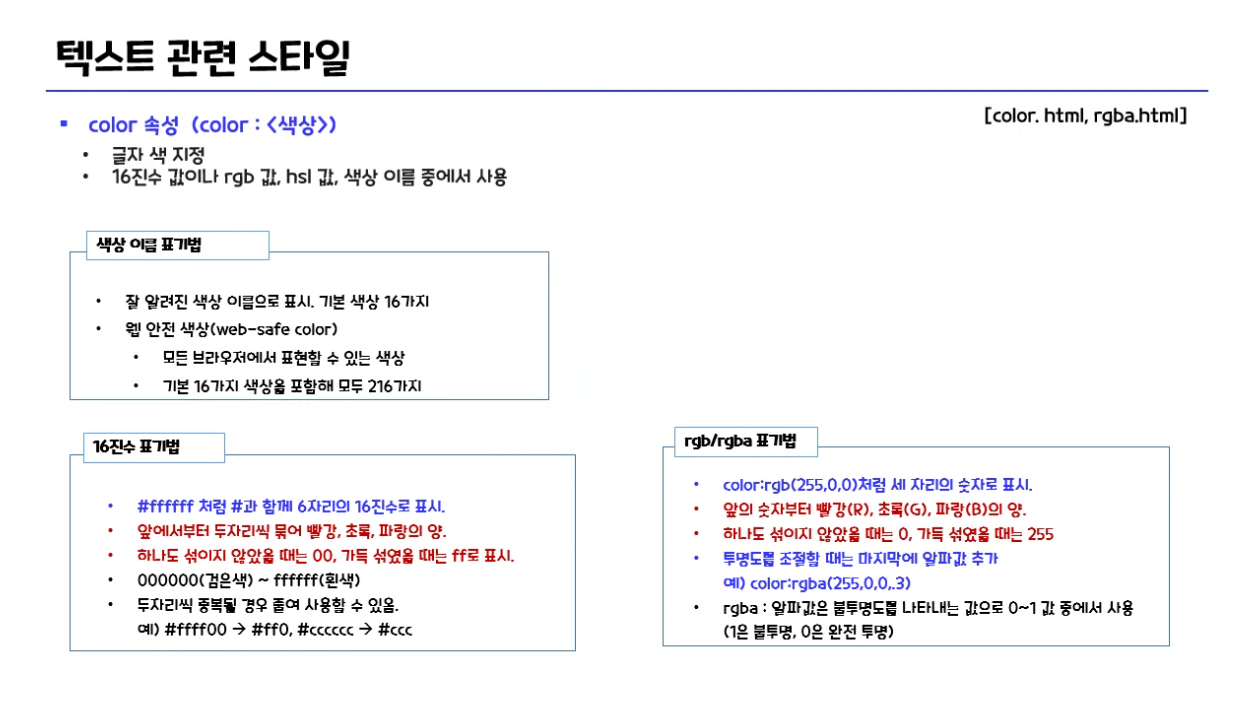 텍스트 관련 스타일
[color. html, rgba.html]
▪ color 속성 (color : <색상>)
• 글자 색 지정
• 16진수 값이나 rgb 값, hsl 값, 색상 이름 중에서 사용
색상 이름 표기법
• 잘 알려진 색상 이름으로 표시. 기본 색상 16가지
• 웹 안전 색상(web-safe color)
• 모든 브라우저에서 표현할 수 있는 색상
• 기본 16가지 색상을 포함해 모두 216가지
16진수 표기법
• #ffffff 처럼 #과 함께 6자리의 16진수로 표시.
• 앞에서부터 두자리씩 묶어 빨강, 초록, 파랑의 양.
• 하나도 섞이지 않았을 때는 00, 가득 섞였을 때는 ff로 표시.
• 000000(검은색) ~ ffffff(흰색)
• 두자리씩 중복될 경우 줄여 사용할 수 있음.
예) #ffff00 → #ff0, #cccccc → #ccc
rgb/rgba 표기법
• color:rgb(255,0,0)처럼 세 자리의 숫자로 표시.
• 앞의 숫자부터 빨강(R), 초록(G), 파랑(B)의 양.
• 하나도 섞이지 않았을 때는 0, 가득 섞였을 때는 255
• 투명도를 조절할 때는 마지막에 알파값 추가
예) color:rgba(255,0,0,.3)
• rgba : 알파값은 불투명도를 나타내는 값으로 0~1 값 중에서 사용
(1은 불투명, 0은 완전 투명)